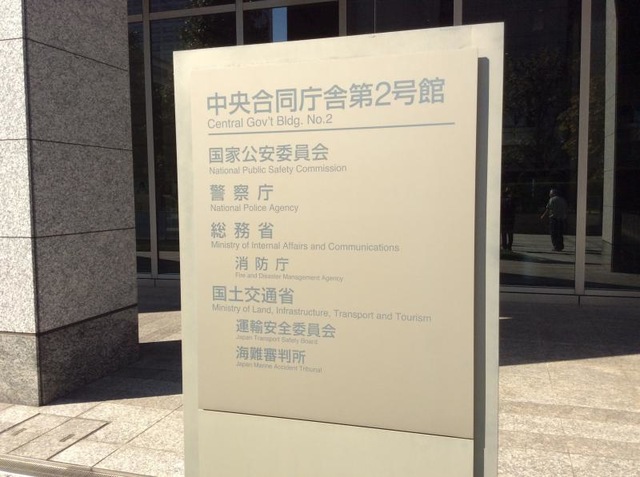 中央合同庁舎第2号館
Central Gov't Bldg. No.2
国家公安委員会
National Public Safety Commission
警察庁
National Police Agency
総務省
Ministry of Internal Affairs and Communications
消防庁
Fire and Disaster Management Agency
国土交通省
Ministry of Land, Infrastructure, Transport and Tourism
運輸安全委員会
Japan Transport Safety Board
海難審判所
Japan Marine Accident Tribunal